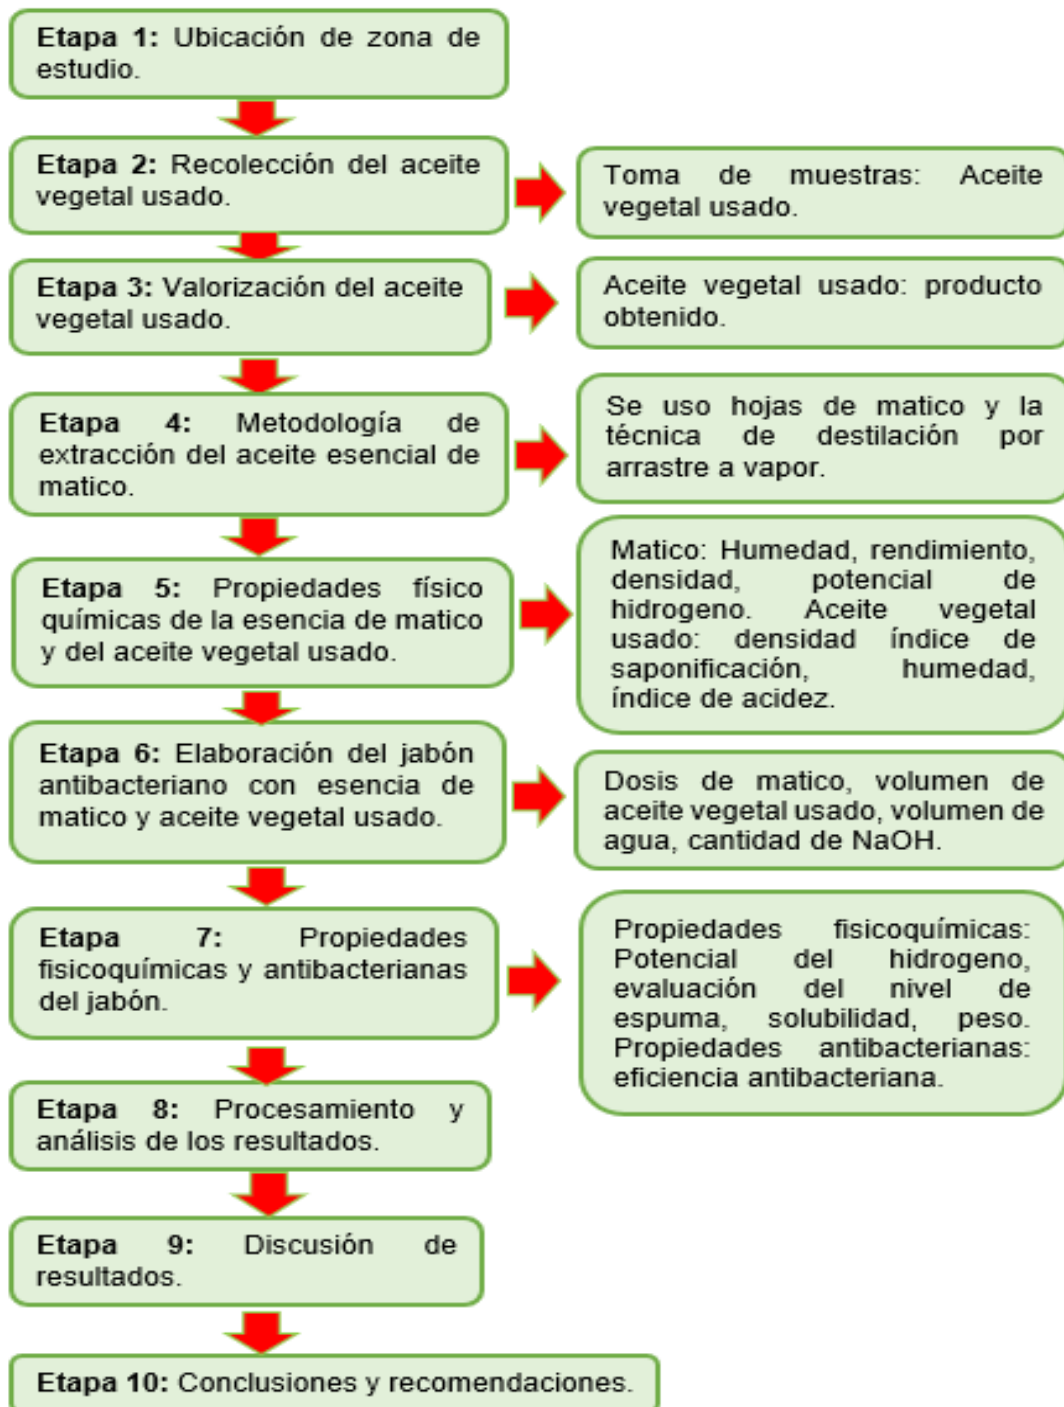 Etapa 1: Ubicación de zona de
estudio.
Etapa 2: Recolección del aceite
vegetal usado.
Toma de muestras: Aceite
vegetal usado.
Etapa 3: Valorización del aceite
vegetal usado.
Aceite vegetal usado: producto
obtenido.
Etapa 4: Metodología de
extracción del aceite esencial de
matico.
Se uso hojas de matico y la
técnica de destilación por
arrastre a vapor.
Etapa 5: Propiedades físico
químicas de la esencia de matico
y del aceite vegetal usado.
Matico: Humedad, rendimiento,
densidad, potencial de
hidrogeno. Aceite vegetal
usado: densidad índice de
saponificación, humedad,
índice de acidez.
Etapa 6: Elaboración del jabón
antibacteriano con esencia de
matico y aceite vegetal usado.
Dosis de matico, volumen de
aceite vegetal usado, volumen de
agua, cantidad de NaOH.
Etapa 7: Propiedades
fisicoquímicas y antibacterianas
del jabón.
Propiedades fisicoquímicas:
Potencial del hidrogeno,
evaluación del nivel de
espuma, solubilidad, peso.
Propiedades antibacterianas:
eficiencia antibacteriana.
Etapa 8: Procesamiento y
análisis de los resultados.
Etapa 9: Discusión de
resultados.
Etapa 10: Conclusiones y recomendaciones.